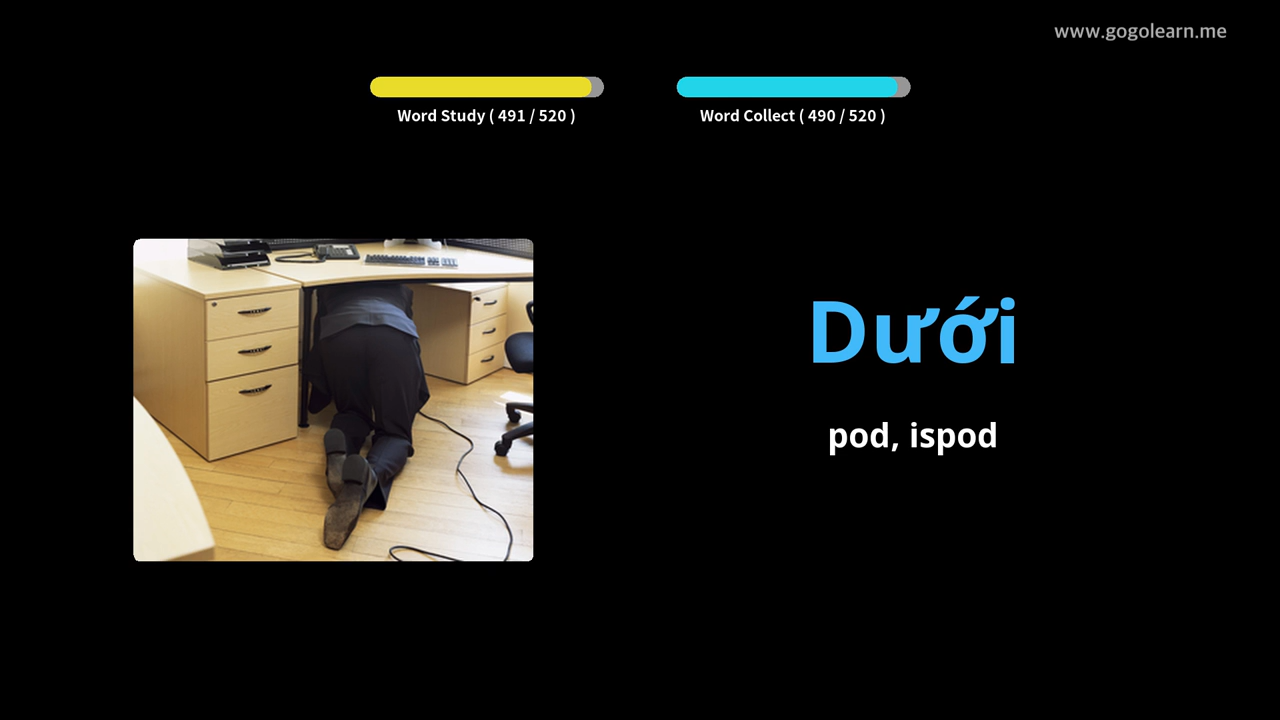 www.gogolearn.me
Word Study ( 491 / 520 )
Word Collect ( 490 / 520 )
Dưới
pod, ispod